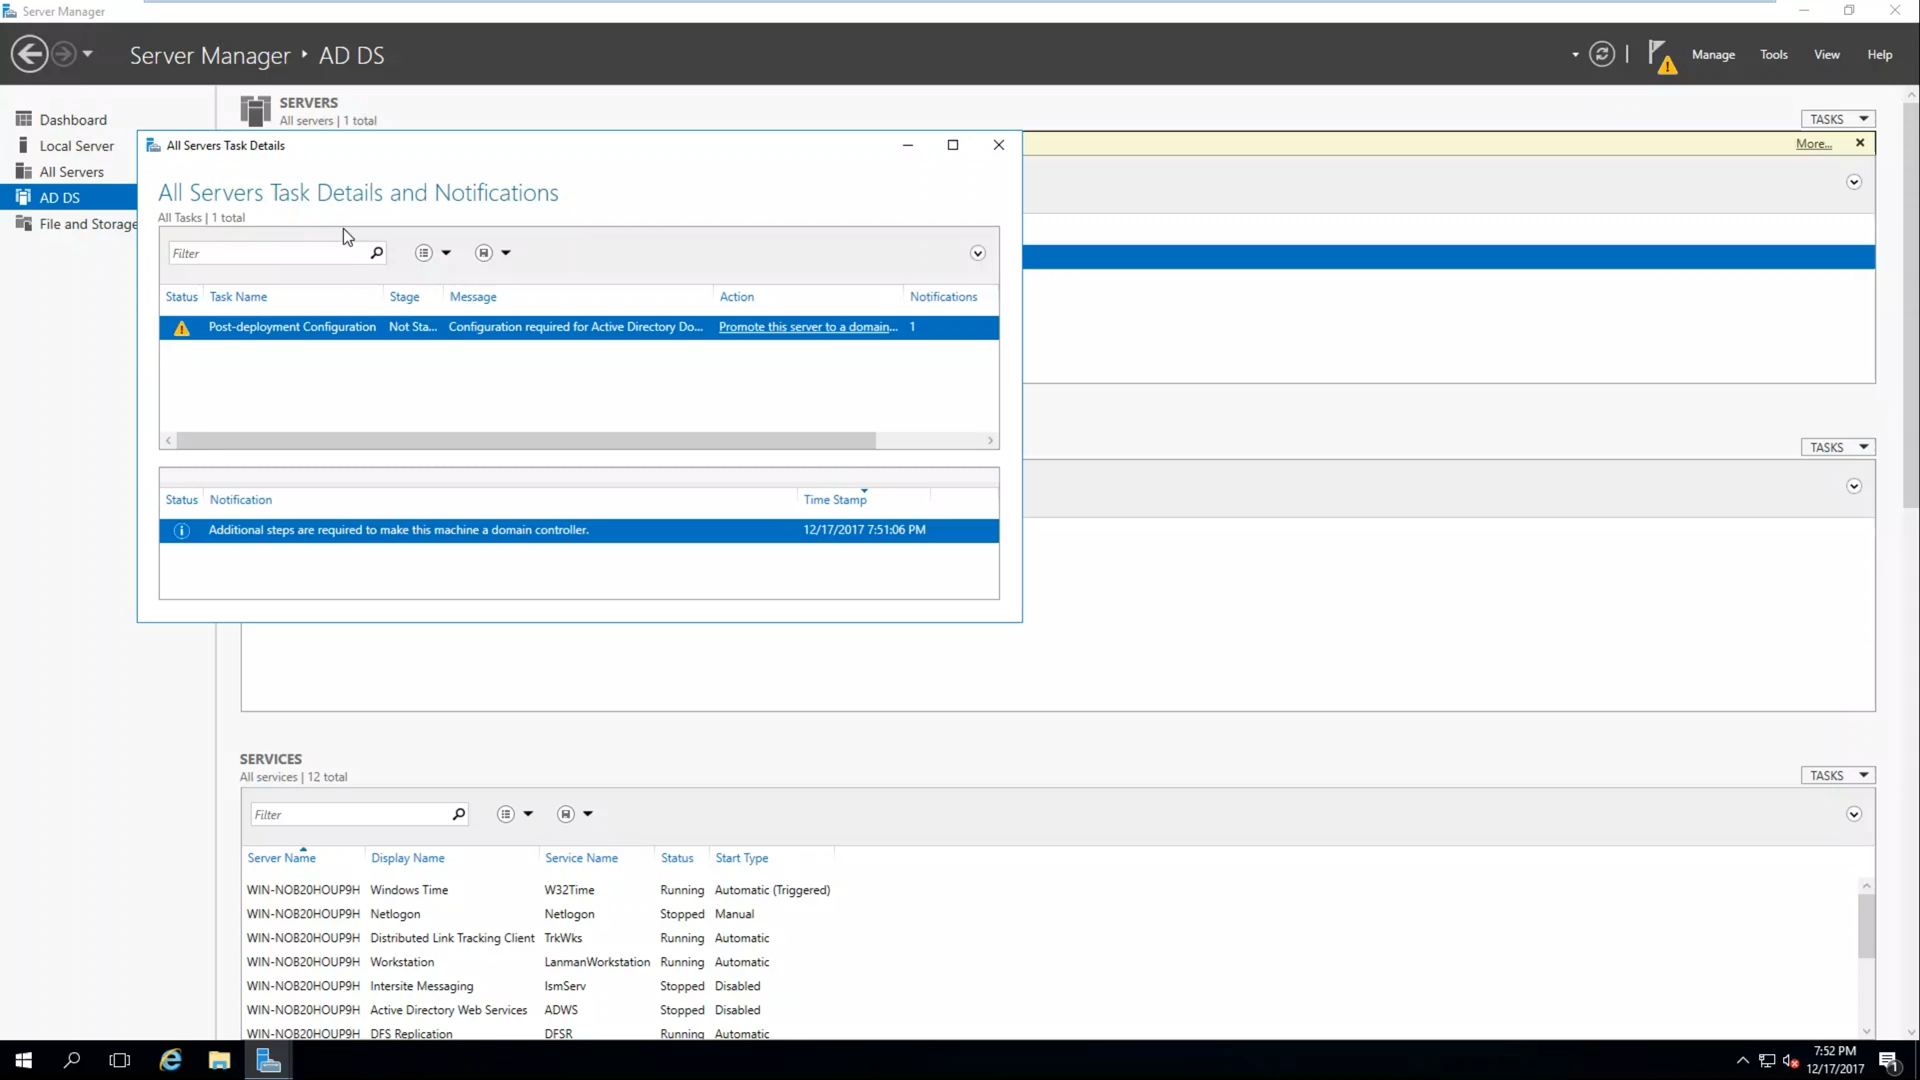 Server Manager
Server Manager ‣ AD DS
Manage Tools View Help
Dashboard
Local Server
All Servers
AD DS
File and Storage
SERVERS
All servers | 1 total
TASKS
More...
All Servers Task Details
All Servers Task Details and Notifications
All Tasks | 1 total
Filter
Status Task Name Stage Message Action Notifications
Post-deployment Configuration Not Sta... Configuration required for Active Directory Do... Promote this server to a domain... 1
Status Notification Time Stamp
Additional steps are required to make this machine a domain controller. 12/17/2017 7:51:06 PM
TASKS
SERVICES
All services | 12 total
TASKS
Filter
Server Name Display Name Service Name Status Start Type
WIN-NOB20HOUP9H Windows Time W32Time Running Automatic (Triggered)
WIN-NOB20HOUP9H Netlogon Netlogon Stopped Manual
WIN-NOB20HOUP9H Distributed Link Tracking Client TrkWks Running Automatic
WIN-NOB20HOUP9H Workstation LanmanWorkstation Running Automatic
WIN-NOB20HOUP9H Intersite Messaging IsmServ Stopped Disabled
WIN-NOB20HOUP9H Active Directory Web Services ADWS Stopped Disabled
WIN-NOB20HOUP9H DFS Replication DFSR Running Automatic
7:52 PM
12/17/2017
1